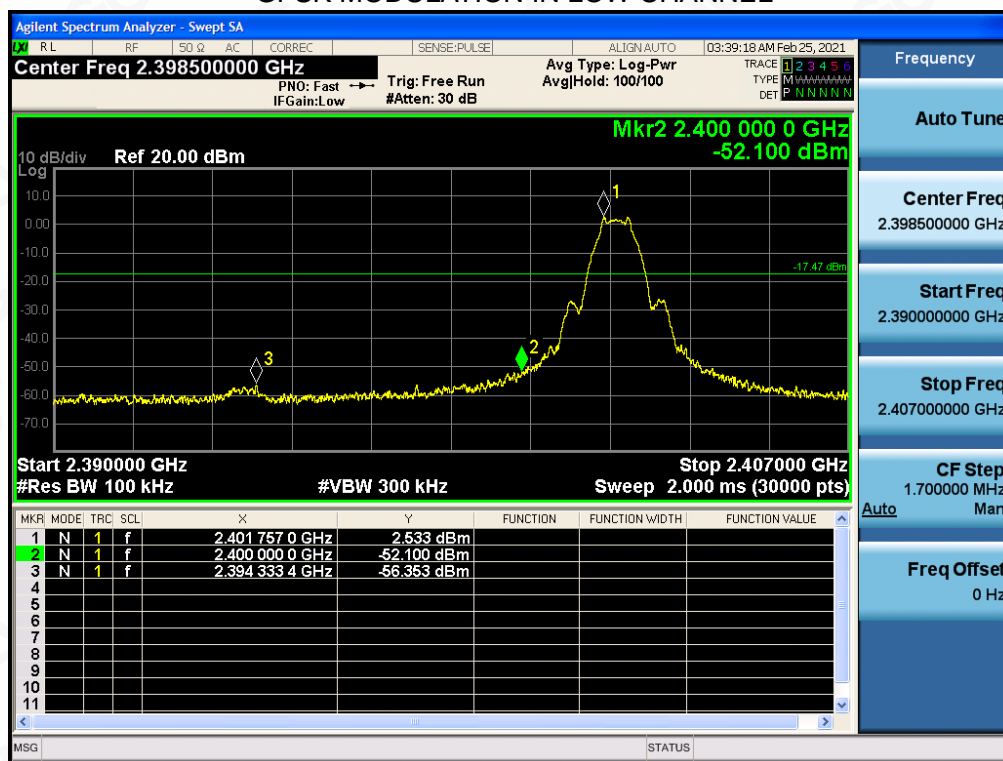 Agilent Spectrum Analyzer - Swept SA
LXI RL RF 50 Ω AC CORREC SENSE:PULSE ALIGN AUTO 03:39:18 AM Feb 25, 2021
Center Freq 2.398500000 GHz
PNO: Fast
IFGain:Low
Trig: Free Run
#Atten: 30 dB
Avg Type: Log-Pwr
Avg|Hold: 100/100
TRACE 1 2 3 4 5 6
TYPE M WWWWW
DET P N N N N N
Mkr2 2.400 000 0 GHz
-52.100 dBm
10 dB/div Ref 20.00 dBm
Log
10.0
0.00
-10.0
-20.0
-30.0
-40.0
-50.0
-60.0
-70.0
1
-17.47 dBm
2
3
Start 2.390000 GHz Stop 2.407000 GHz
#Res BW 100 kHz #VBW 300 kHz Sweep 2.000 ms (30000 pts)
MKR MODE TRC SCL X Y FUNCTION FUNCTION WIDTH FUNCTION VALUE
1 N 1 f 2.401 757 0 GHz 2.533 dBm
2 N 1 f 2.400 000 0 GHz -52.100 dBm
3 N 1 f 2.394 333 4 GHz -56.353 dBm
4
5
6
7
8
9
10
11
MSG STATUS
Frequency
Auto Tune
Center Freq
2.398500000 GHz
Start Freq
2.390000000 GHz
Stop Freq
2.407000000 GHz
CF Step
1.700000 MHz
Auto Man
Freq Offset
0 Hz